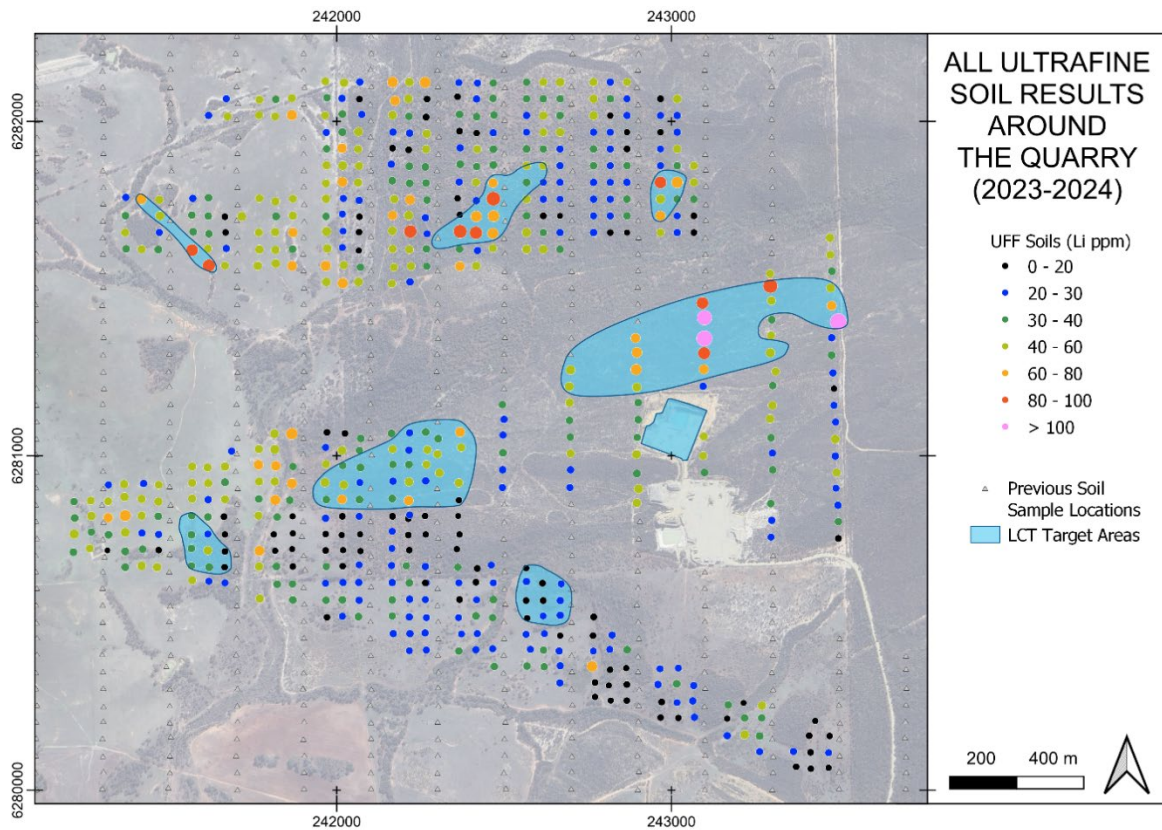 242000
243000
6282000
6281000
6280000
242000
243000
ALL ULTRAFINE
SOIL RESULTS
AROUND
THE QUARRY
(2023-2024)
UFF Soils (Li ppm)
0 - 20
20 - 30
30 - 40
40 - 60
60 - 80
80 - 100
> 100
Previous Soil
Sample Locations
LCT Target Areas
200 400 m